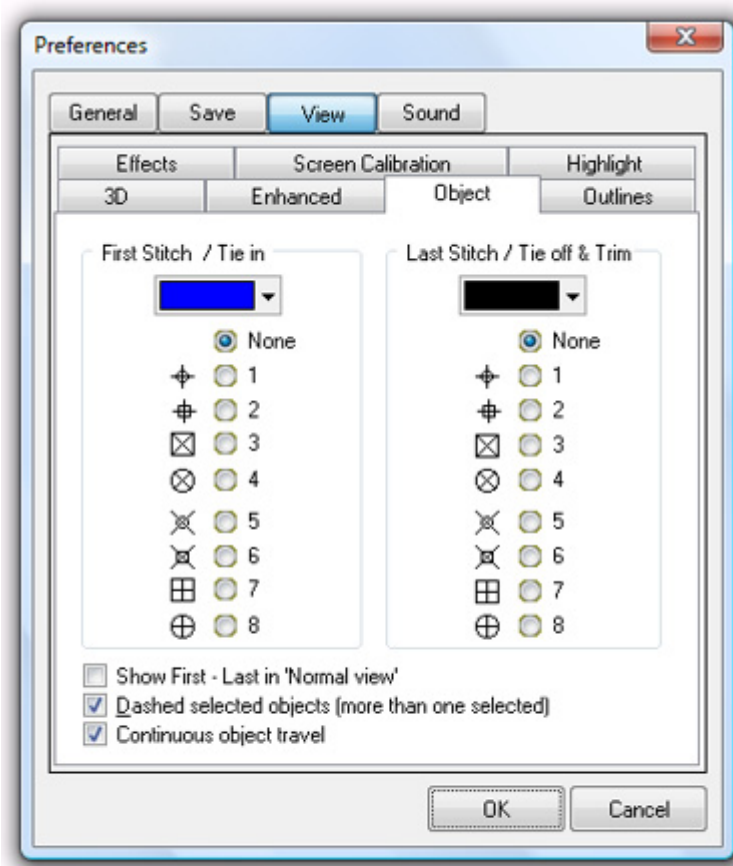 Preferences
General Save View Sound
Effects Screen Calibration Highlight
3D Enhanced Object Outlines
First Stitch / Tie in Last Stitch / Tie off & Trim
None None
1 1
2 2
3 3
4 4
5 5
6 6
7 7
8 8
Show First - Last in 'Normal view'
Dashed selected objects (more than one selected)
Continuous object travel
OK Cancel